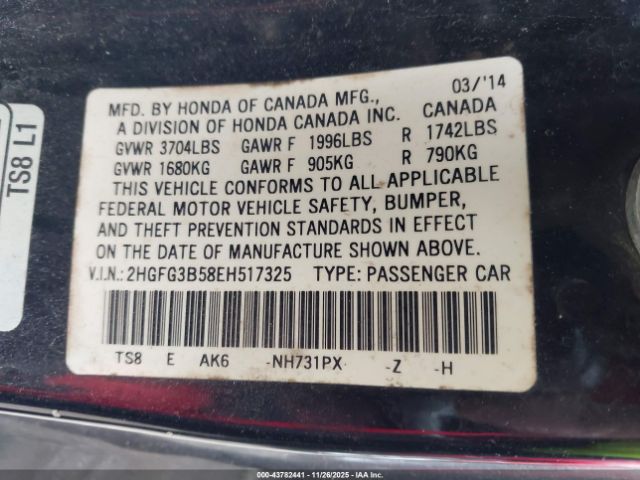 03/'14
MFD. BY HONDA OF CANADA MFG.,
A DIVISION OF HONDA CANADA INC. CANADA
GVWR 3704LBS GAWR F 1996LBS R 1742LBS
GVWR 1680KG GAWR F 905KG R 790KG
THIS VEHICLE CONFORMS TO ALL APPLICABLE
FEDERAL MOTOR VEHICLE SAFETY, BUMPER,
AND THEFT PREVENTION STANDARDS IN EFFECT
ON THE DATE OF MANUFACTURE SHOWN ABOVE.
V.I.N.: 2HGFG3B58EH517325 TYPE: PASSENGER CAR
TS8 E AK6 -NH731PX -Z -H
TS8 L1
000-43782441 - 11/26/2025 - IAA Inc.